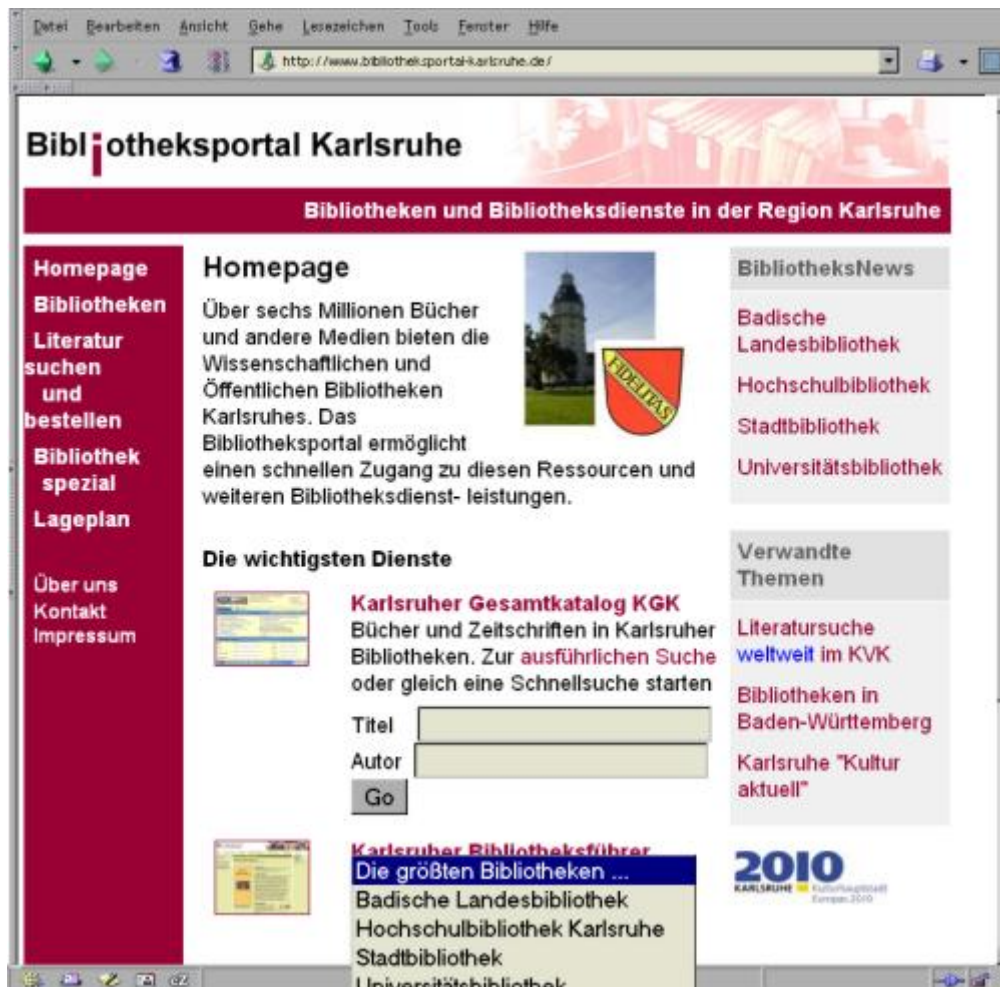 Datei Bearbeiten Ansicht Gehe Lesezeichen Tools Fenster Hilfe
http://www.bibliotheksportal-karlsruhe.de/
Bibliotheksportal Karlsruhe
Bibliotheken und Bibliotheksdienste in der Region Karlsruhe
Homepage
Bibliotheken
Literatur
suchen
und
bestellen
Bibliothek
spezial
Lageplan
Über uns
Kontakt
Impressum
Homepage
Über sechs Millionen Bücher
und andere Medien bieten die
Wissenschaftlichen und
Öffentlichen Bibliotheken
Karlsruhes. Das
Bibliotheksportal ermöglicht
einen schnellen Zugang zu diesen Ressourcen und
weiteren Bibliotheksdienst- leistungen.
FIDELITAS
Die wichtigsten Dienste
Karlsruher Gesamtkatalog KGK
Bücher und Zeitschriften in Karlsruher
Bibliotheken. Zur ausführlichen Suche
oder gleich eine Schnellsuche starten
Titel
Autor
Go
Karlsruher Bibliotheksführer
Die größten Bibliotheken ...
Badische Landesbibliothek
Hochschulbibliothek Karlsruhe
Stadtbibliothek
Universitätsbibliothek
BibliotheksNews
Badische
Landesbibliothek
Hochschulbibliothek
Stadtbibliothek
Universitätsbibliothek
Verwandte
Themen
Literatursuche
weltweit im KVK
Bibliotheken in
Baden-Württemberg
Karlsruhe "Kultur
aktuell"
2010
KARLSRUHE Kulturhauptstadt
Europas 2010